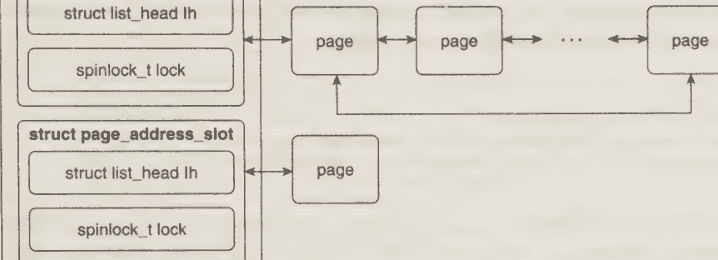 struct list_head lh
page
page
...
page
spinlock_t lock
struct page_address_slot
struct list_head lh
page
spinlock_t lock